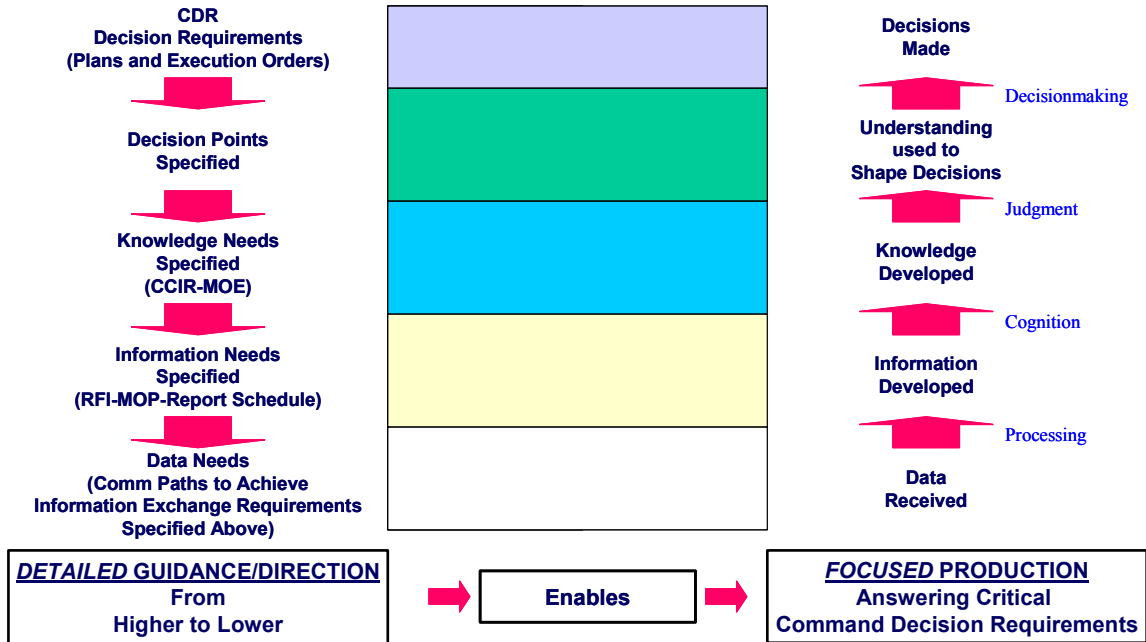 CDR
Decision Requirements
(Plans and Execution Orders)
Decision Points
Specified
Knowledge Needs
Specified
(CCIR-MOE)
Information Needs
Specified
(RFI-MOP-Report Schedule)
Data Needs
(Comm Paths to Achieve
Information Exchange Requirements
Specified Above)
Decisions
Made
Decisionmaking
Understanding
used to
Shape Decisions
Judgment
Knowledge
Developed
Cognition
Information
Developed
Processing
Data
Received
DETAILED GUIDANCE/DIRECTION
From
Higher to Lower
Enables
FOCUSED PRODUCTION
Answering Critical
Command Decision Requirements